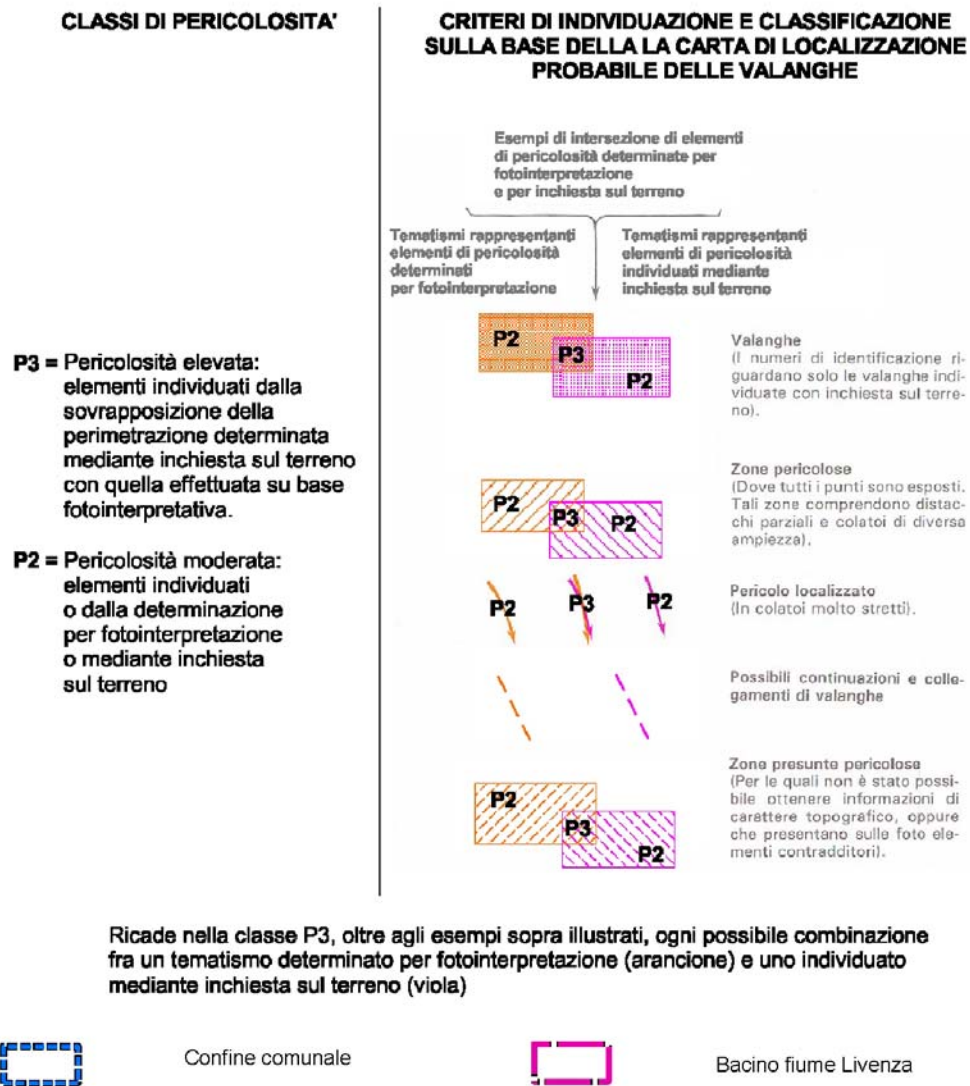 CLASSI DI PERICOLOSITA'
CRITERI DI INDIVIDUAZIONE E CLASSIFICAZIONE
SULLA BASE DELLA LA CARTA DI LOCALIZZAZIONE
PROBABILE DELLE VALANGHE
Esempi di intersezione di elementi
di pericolosità determinate per
fotointerpretazione
e per inchiesta sul terreno
Tematismi rappresentanti
elementi di pericolosità
determinati
per fotointerpretazione
Tematismi rappresentanti
elementi di pericolosità
individuati mediante
inchiesta sul terreno
P3 = Pericolosità elevata:
elementi individuati dalla
sovrapposizione della
perimetrazione determinata
mediante inchiesta sul terreno
con quella effettuata su base
fotointerpretativa.
P2 = Pericolosità moderata:
elementi individuati
o dalla determinazione
per fotointerpretazione
o mediante inchiesta
sul terreno
P2
P3
P2
Valanghe
(I numeri di identificazione ri-
guardano solo le valanghe indi-
viduate con inchiesta sul terre-
no).
P2
P3
P2
Zone pericolose
(Dove tutti i punti sono esposti.
Tali zone comprendono distac-
chi parziali e colatoi di diversa
ampiezza).
P2
P3
P2
Pericolo localizzato
(In colatoi molto stretti).
Possibili continuazioni e colle-
gamenti di valanghe
P2
P3
P2
Zone presunte pericolose
(Per le quali non è stato possi-
bile ottenere informazioni di
carattere topografico, oppure
che presentano sulle foto ele-
menti contradditori).
Ricade nella classe P3, oltre agli esempi sopra illustrati, ogni possibile combinazione
fra un tematismo determinato per fotointerpretazione (arancione) e uno individuato
mediante inchiesta sul terreno (viola)
Confine comunale
Bacino fiume Livenza